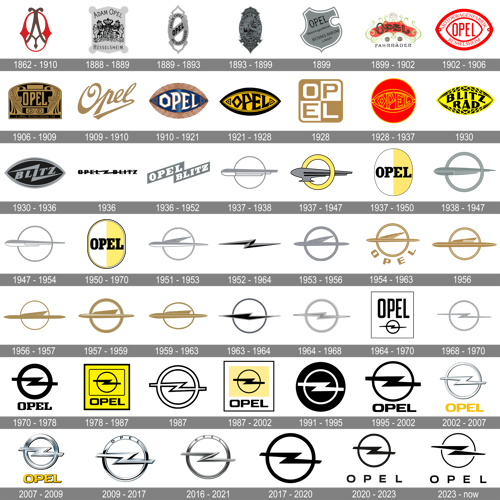 ADAM OPEL
RÜSSELSHEIM
OPEL
OPEL
FAHRRÄDER
1862 - 1910 1888 - 1889 1889 - 1893 1893 - 1899 1899 1899 - 1902 1902 - 1906
OPEL Opel OPEL OPEL OPEL OPEL BLITZ RAD
1906 - 1909 1909 - 1910 1910 - 1921 1921 - 1928 1928 1928 - 1937 1930
BLITZ OPEL-BLITZ OPEL BLITZ OPEL
1930 - 1936 1936 1936 - 1952 1937 - 1938 1937 - 1947 1937 - 1950 1938 - 1947
OPEL OPEL
1947 - 1954 1950 - 1970 1951 - 1953 1952 - 1964 1953 - 1956 1954 - 1963 1956
OPEL
1956 - 1957 1957 - 1959 1959 - 1963 1963 - 1964 1964 - 1968 1964 - 1970 1968 - 1970
OPEL OPEL OPEL OPEL OPEL
1970 - 1978 1978 - 1987 1987 1987 - 2002 1991 - 1995 1995 - 2002 2002 - 2007
OPEL OPEL OPEL
2007 - 2009 2009 - 2017 2016 - 2021 2017 - 2020 2020 - 2023 2023 - now